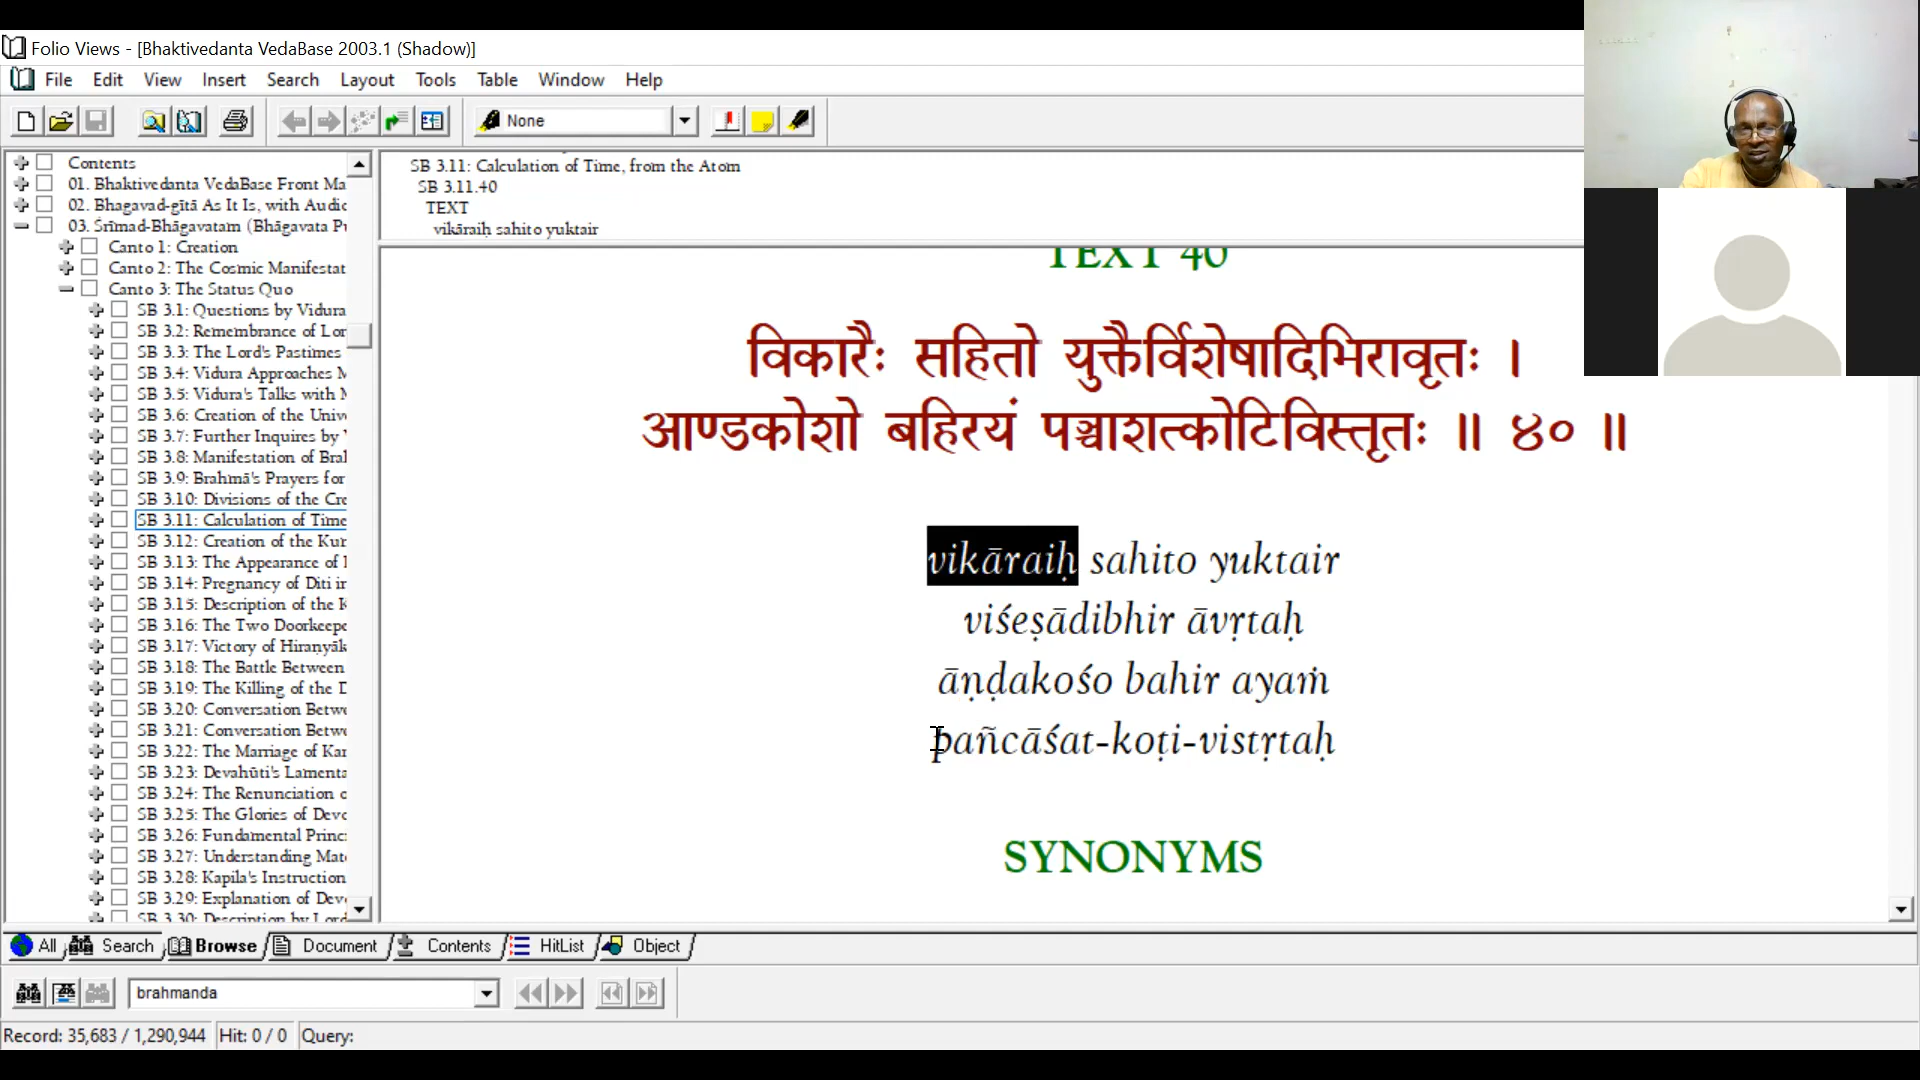 Folio Views - [Bhaktivedanta VedaBase 2003.1 (Shadow)]
File Edit View Insert Search Layout Tools Table Window Help
None
Contents
01. Bhaktivedanta VedaBase Front Ma
02. Bhagavad-gītā As It Is, with Audic
03. Śrīmad-Bhāgavatam (Bhāgavata Pu
Canto 1: Creation
Canto 2: The Cosmic Manifestat
Canto 3: The Status Quo
SB 3.1: Questions by Vidura
SB 3.2: Remembrance of Lor
SB 3.3: The Lord's Pastimes
SB 3.4: Vidura Approaches M
SB 3.5: Vidura's Talks with M
SB 3.6: Creation of the Unive
SB 3.7: Further Inquires by V
SB 3.8: Manifestation of Bral
SB 3.9: Brahmā's Prayers for
SB 3.10: Divisions of the Cre
SB 3.11: Calculation of Time
SB 3.12: Creation of the Kur
SB 3.13: The Appearance of I
SB 3.14: Pregnancy of Diti in
SB 3.15: Description of the K
SB 3.16: The Two Doorkeepe
SB 3.17: Victory of Hiraṇyāk
SB 3.18: The Battle Between
SB 3.19: The Killing of the D
SB 3.20: Conversation Betwe
SB 3.21: Conversation Betwe
SB 3.22: The Marriage of Kar
SB 3.23: Devahūti's Lamenta
SB 3.24: The Renunciation o
SB 3.25: The Glories of Devo
SB 3.26: Fundamental Princi
SB 3.27: Understanding Mate
SB 3.28: Kapila's Instruction
SB 3.29: Explanation of Devo
SB 3.30: Description by Lord
SB 3.11: Calculation of Time, from the Atom
SB 3.11.40
TEXT
vikāraiḥ sahito yuktair
TEXT 40
विकारैः सहितो युक्तैर्विशेषादिभिरावृतः ।
आण्डकोशो बहिरयं पञ्चाशत्कोटिविस्तृतः ॥ ४० ॥
vikāraiḥ sahito yuktair
viśeṣādibhir āvṛtaḥ
āṇḍakośo bahir ayaṁ
pañcāśat-koṭi-vistṛtaḥ
SYNONYMS
All Search Browse Document Contents HitList Object
brahmanda
Record: 35,683 / 1,290,944 Hit: 0 / 0 Query: